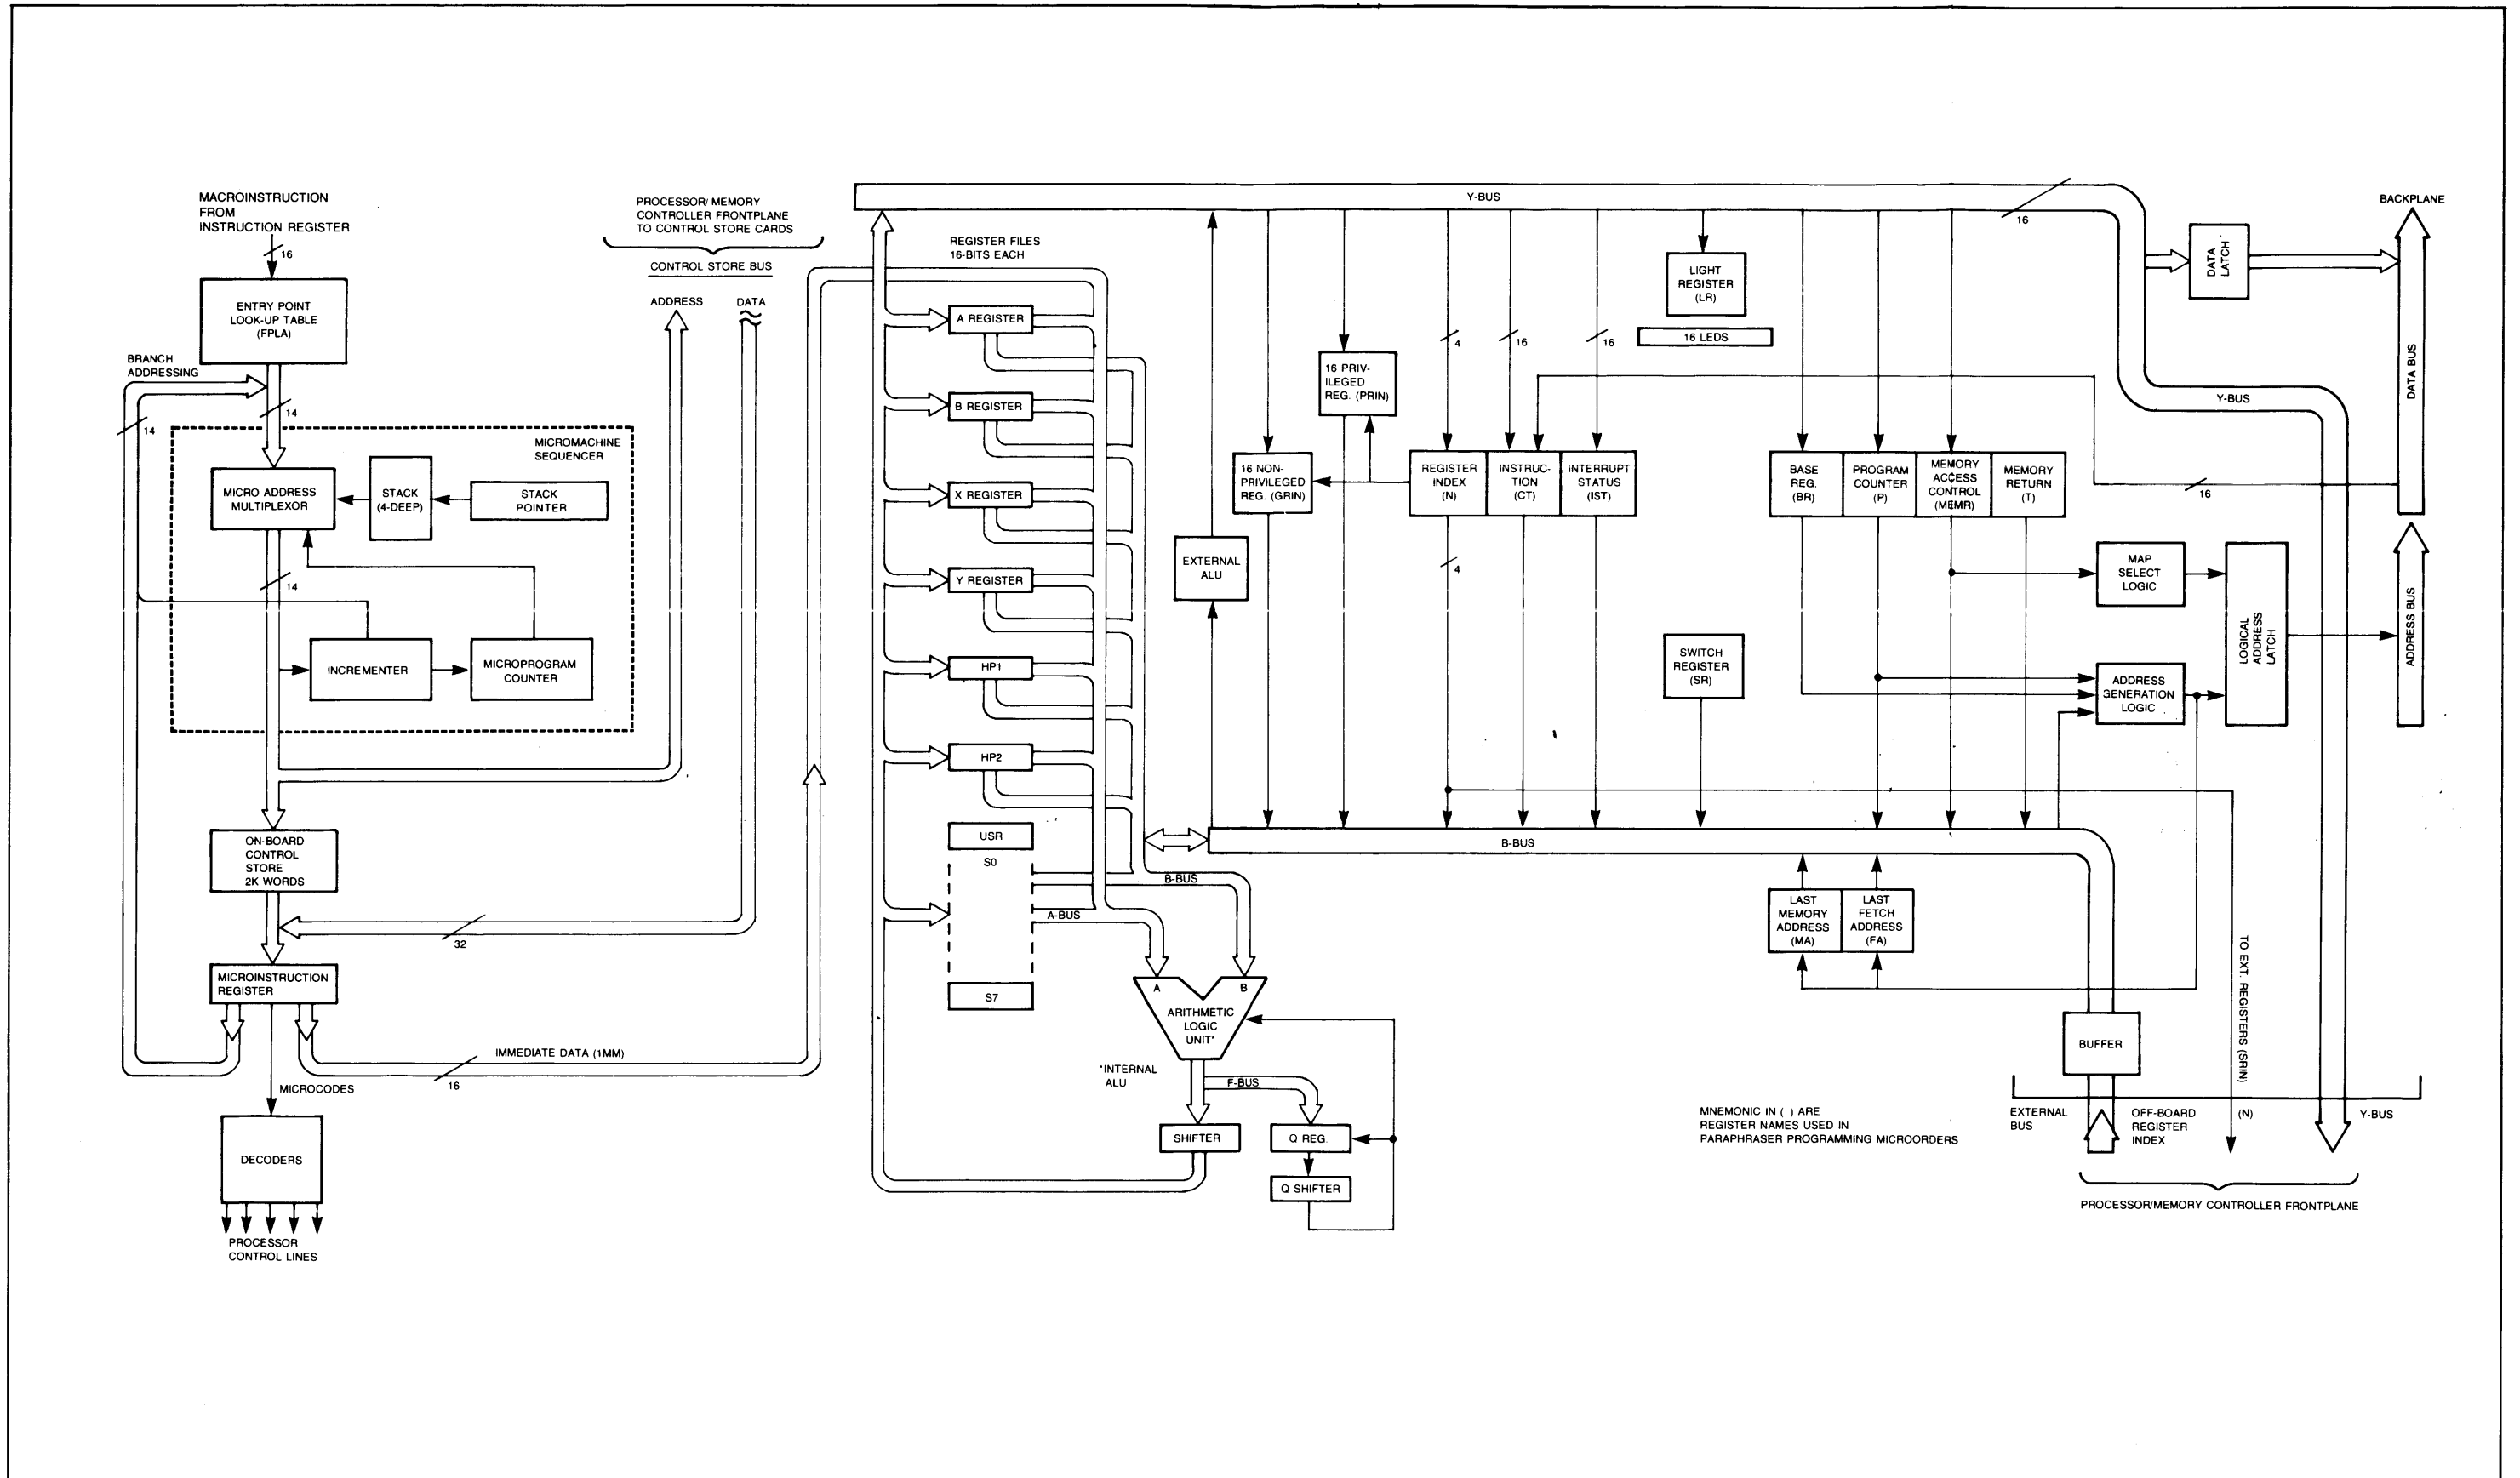 MACROINSTRUCTION
FROM
INSTRUCTION REGISTER
16
ENTRY POINT
LOOK-UP TABLE
(FPLA)
BRANCH
ADDRESSING
14
14
MICROMACHINE
SEQUENCER
MICRO ADDRESS
MULTIPLEXOR
STACK
(4-DEEP)
STACK
POINTER
14
INCREMENTER
MICROPROGRAM
COUNTER
ON-BOARD
CONTROL
STORE
2K WORDS
32
MICROINSTRUCTION
REGISTER
IMMEDIATE DATA (1MM)
16
MICROCODES
DECODERS
PROCESSOR
CONTROL LINES
PROCESSOR/ MEMORY
CONTROLLER FRONTPLANE
TO CONTROL STORE CARDS
CONTROL STORE BUS
ADDRESS
DATA
REGISTER FILES
16-BITS EACH
A REGISTER
B REGISTER
X REGISTER
Y REGISTER
HP1
HP2
USR
S0
S7
B-BUS
A-BUS
A
B
ARITHMETIC
LOGIC
UNIT*
*INTERNAL
ALU
F-BUS
SHIFTER
Q REG.
Q SHIFTER
Y-BUS
16
EXTERNAL
ALU
16 NON-
PRIVILEGED
REG. (GRIN)
16 PRIV-
ILEGED
REG. (PRIN)
4
16
16
REGISTER
INDEX
(N)
INSTRUC-
TION
(CT)
INTERRUPT
STATUS
(IST)
4
LIGHT
REGISTER
(LR)
16 LEDS
SWITCH
REGISTER
(SR)
BASE
REG.
(BR)
PROGRAM
COUNTER
(P)
MEMORY
ACCESS
CONTROL
(MEMR)
MEMORY
RETURN
(T)
16
MAP
SELECT
LOGIC
ADDRESS
GENERATION
LOGIC
LOGICAL
ADDRESS
LATCH
DATA
LATCH
BACKPLANE
DATA BUS
ADDRESS BUS
Y-BUS
B-BUS
LAST
MEMORY
ADDRESS
(MA)
LAST
FETCH
ADDRESS
(FA)
TO EXT. REGISTERS (SRIN)
BUFFER
MNEMONIC IN ( ) ARE
REGISTER NAMES USED IN
PARAPHRASER PROGRAMMING MICROORDERS
EXTERNAL
BUS
OFF-BOARD
REGISTER
INDEX
(N)
Y-BUS
PROCESSOR/MEMORY CONTROLLER FRONTPLANE